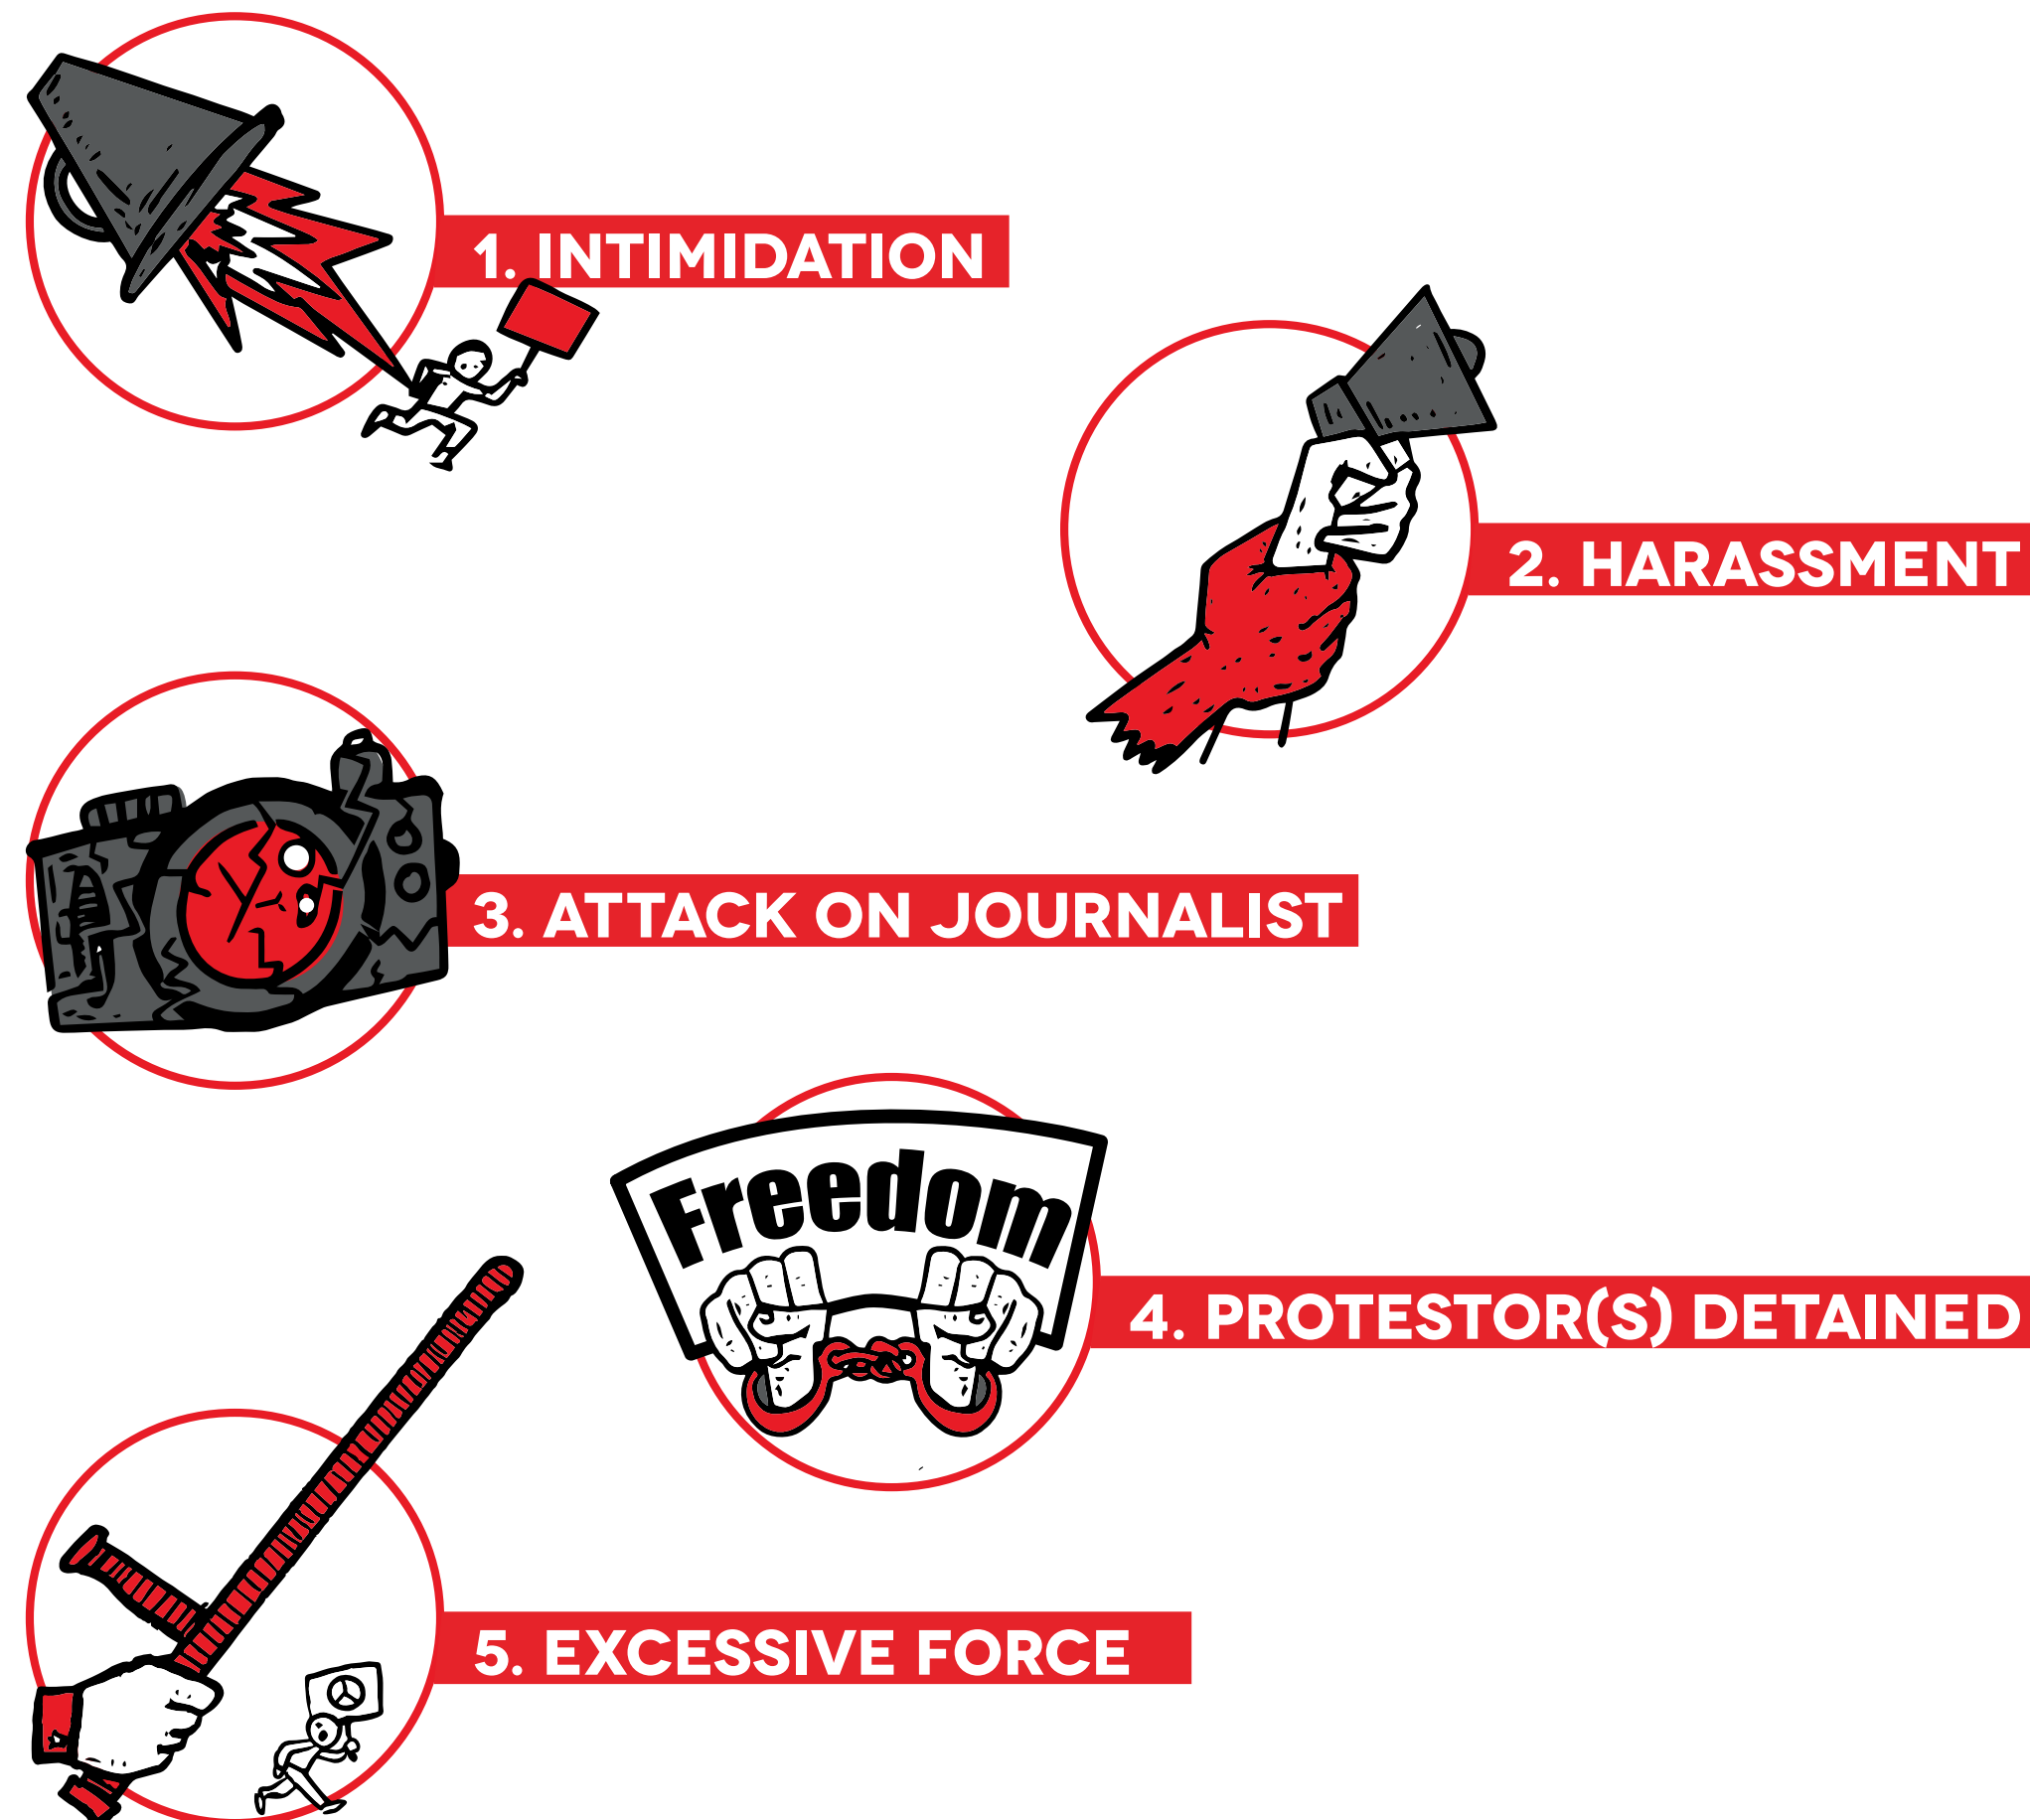 1. INTIMIDATION
2. HARASSMENT
3. ATTACK ON JOURNALIST
Freedom
4. PROTESTOR(S) DETAINED
5. EXCESSIVE FORCE